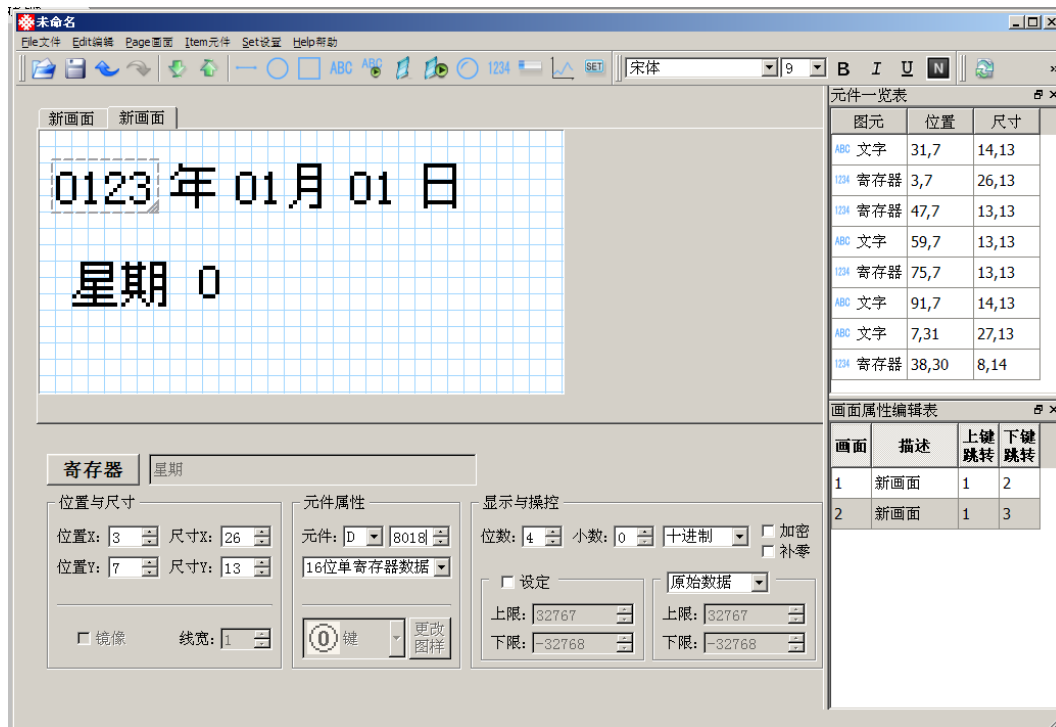 未命名
File文件 Edit编辑 Page画面 Item元件 Set设置 Help帮助
ABC ABC 1234 SET 宋体 9 B I U N »
新画面 新画面
0123 年 01月 01 日
星期 0
元件一览表
图元 位置 尺寸
ABC 文字 31,7 14,13
1234 寄存器 3,7 26,13
1234 寄存器 47,7 13,13
ABC 文字 59,7 13,13
1234 寄存器 75,7 13,13
ABC 文字 91,7 14,13
ABC 文字 7,31 27,13
1234 寄存器 38,30 8,14
画面属性编辑表
画面 描述 上键跳转 下键跳转
1 新画面 1 2
2 新画面 1 3
寄存器 星期
位置与尺寸
位置X: 3 尺寸X: 26
位置Y: 7 尺寸Y: 13
镜像 线宽: 1
元件属性
元件: D 8018
16位单寄存器数据
0 键 更改图样
显示与操控
位数: 4 小数: 0 十进制 加密
补零
设定 原始数据
上限: 32767 上限: 32767
下限: -32768 下限: -32768